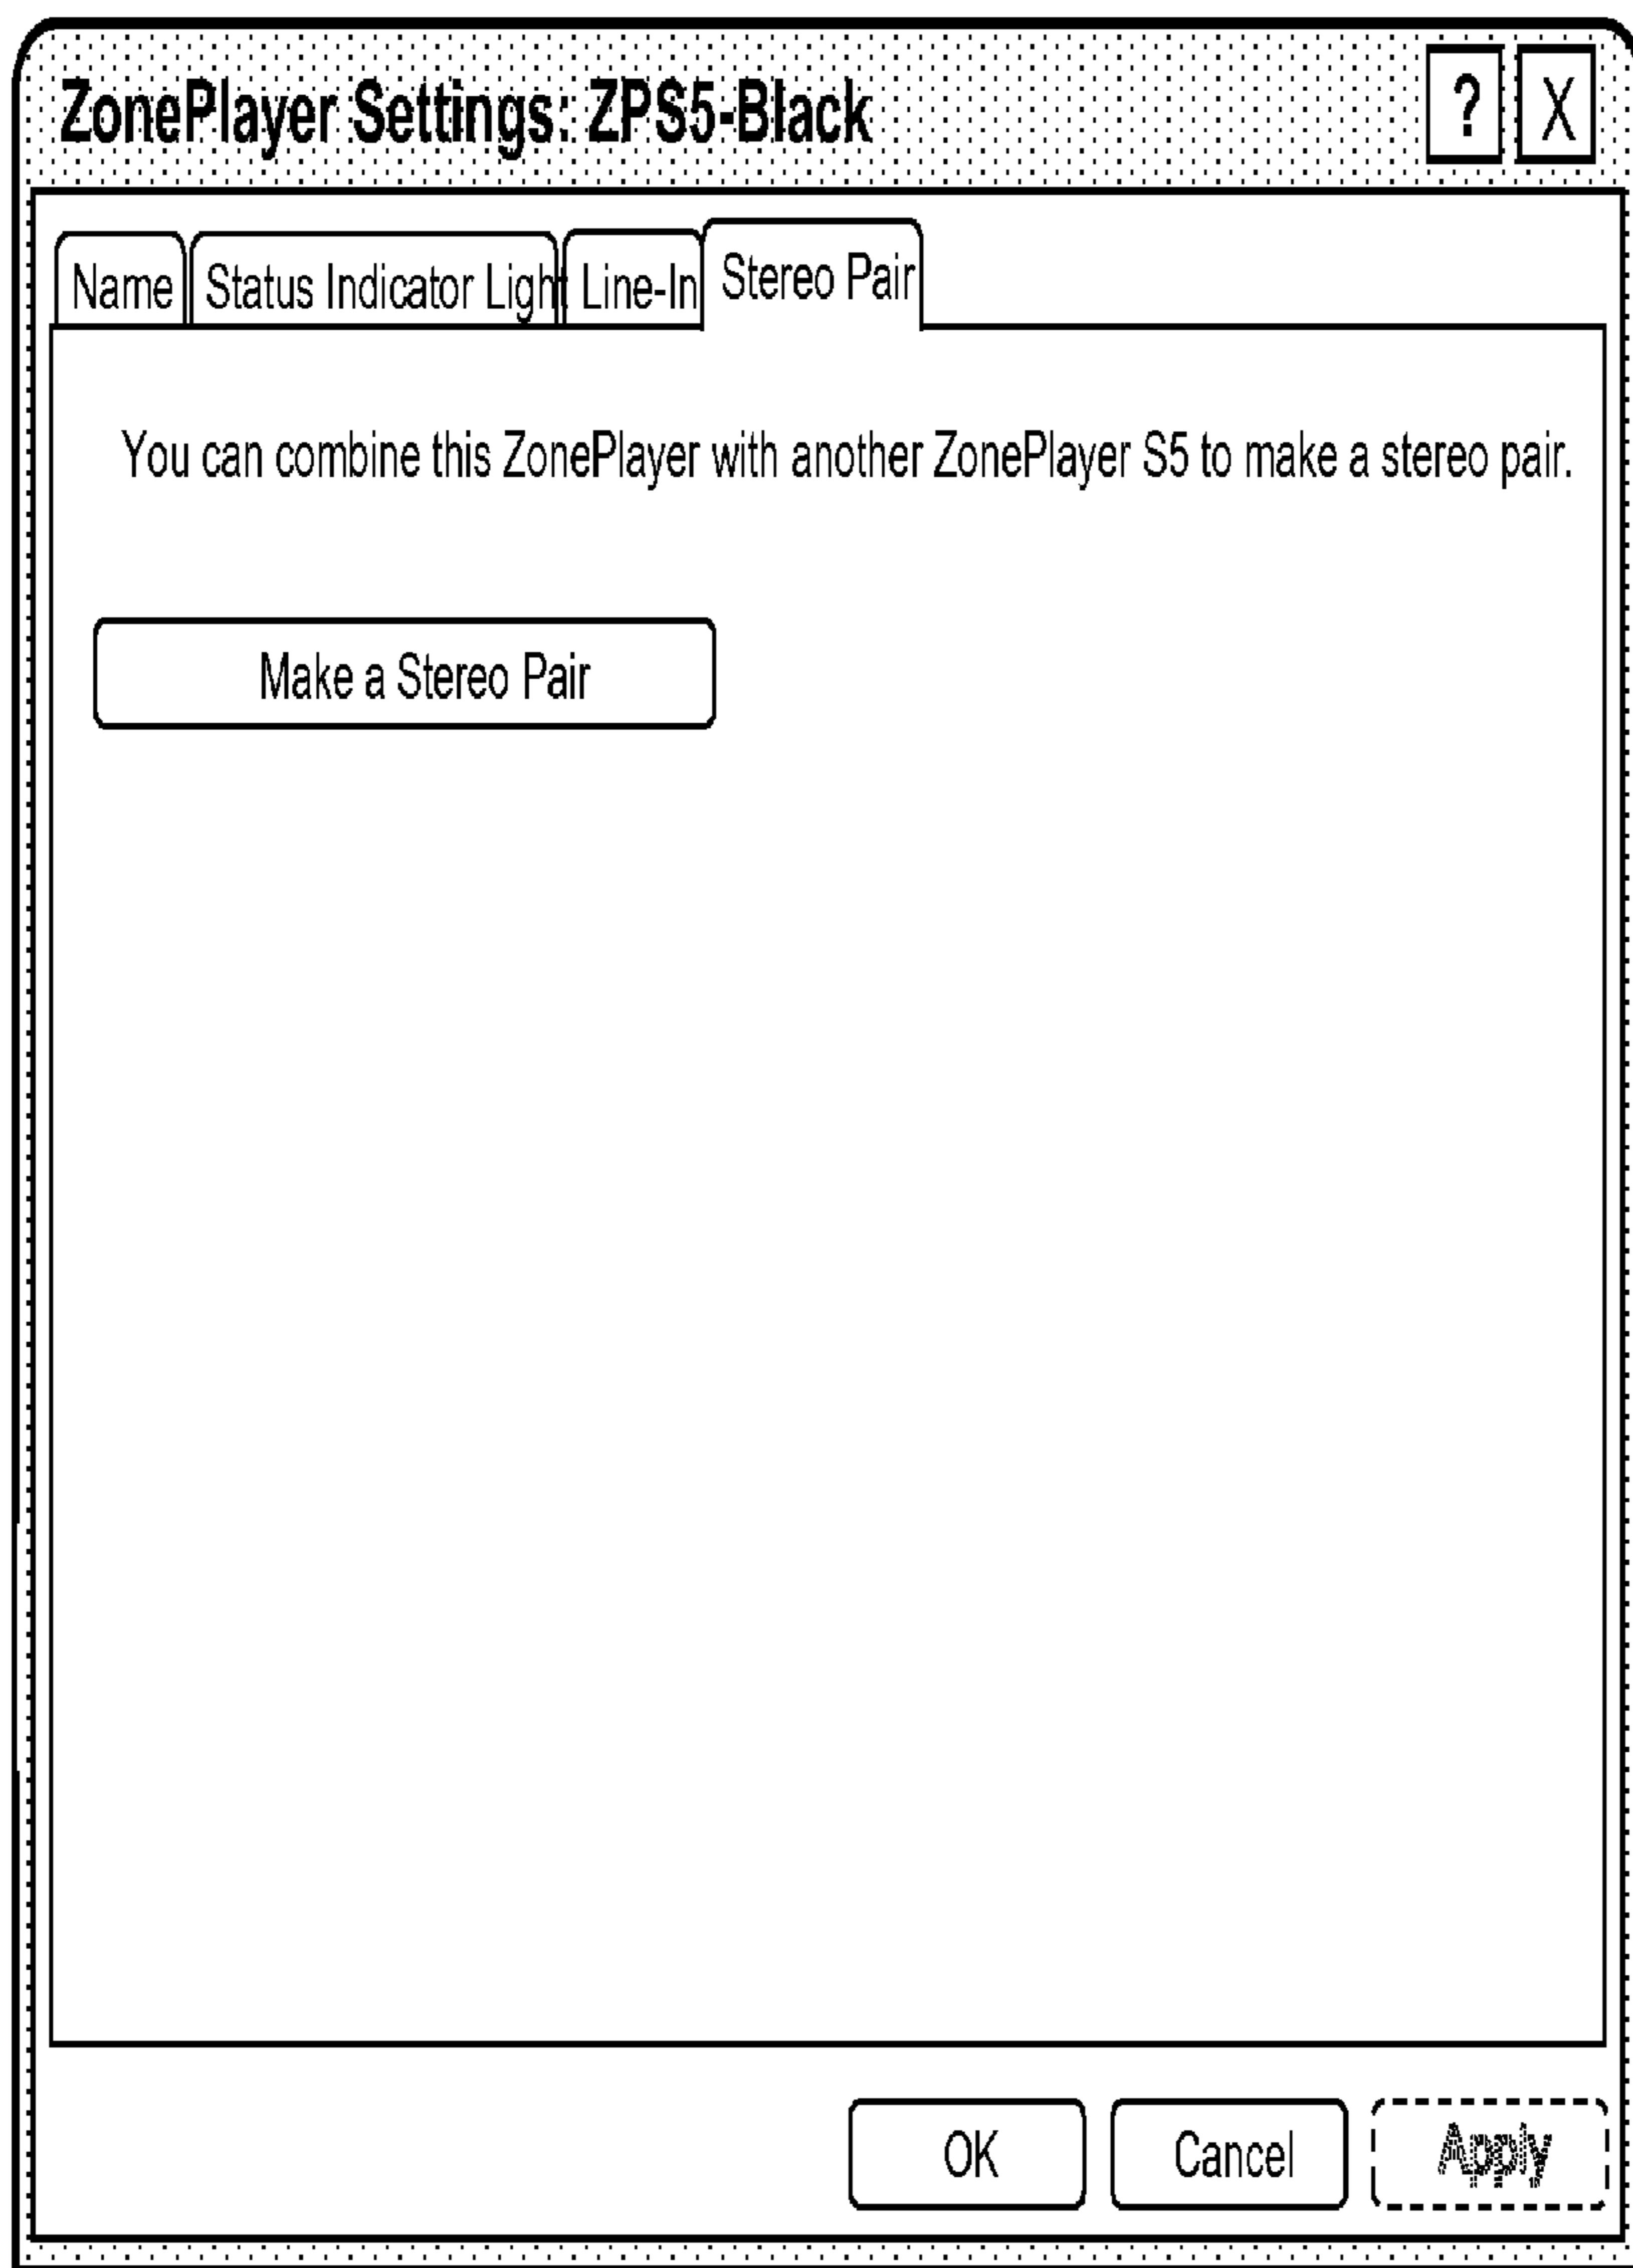 ZonePlayer Settings: ZPS5-Black ? X
Name Status Indicator Light Line-In Stereo Pair
You can combine this ZonePlayer with another ZonePlayer S5 to make a stereo pair.
Make a Stereo Pair
OK Cancel Apply